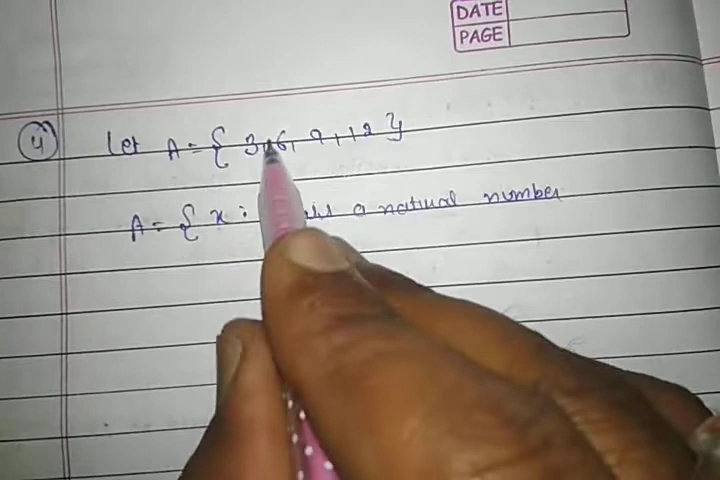 DATE
PAGE
4 Let A = { 3, 6, 9, 12 }
A = { x : is a natural number